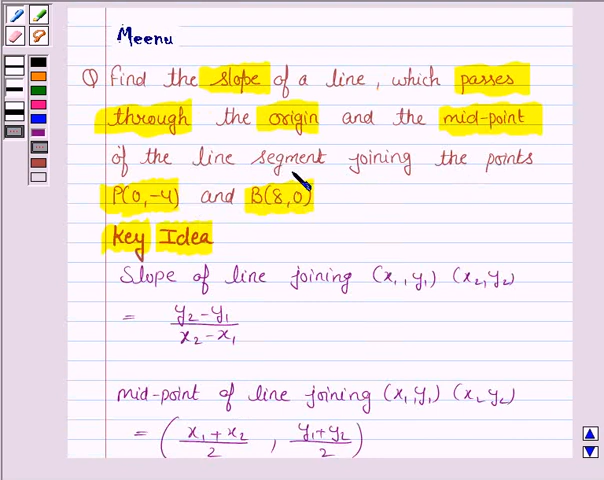 Meenu
Q Find the slope of a line, which passes
through the origin and the mid-point
of the line segment joining the points
P(0,-4) and B(8,0)
Key Idea
Slope of line joining (x₁,y₁) (x₂,y₂)
= y₂-y₁ / x₂-x₁
mid-point of line joining (x₁,y₁) (x₂ y₂)
= ( x₁+x₂ / 2 , y₁+y₂ / 2 )